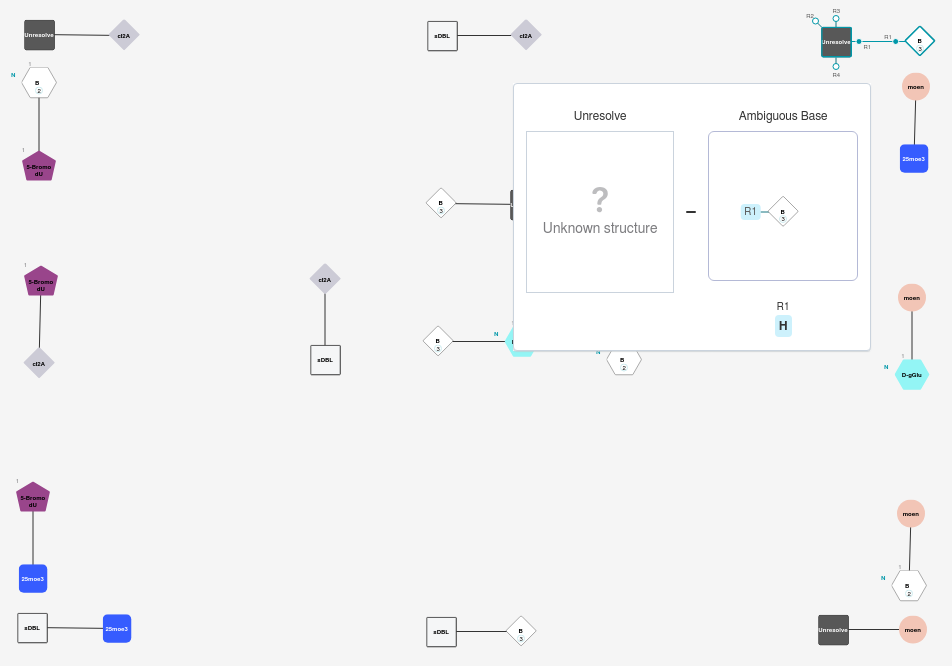 Unresolve
cl2A
sDBL
cl2A
R2
R3
Unresolve
R1
R1
B
3
R4
N
1
B
2
1
5-Bromo
dU
moen
25moe3
Unresolve
Ambiguous Base
?
Unknown structure
R1
B
3
R1
H
B
3
1
5-Bromo
dU
cl2A
cl2A
sDBL
B
3
N
N
B
2
moen
N
1
D-gGlu
1
5-Bromo
dU
25moe3
sDBL
25moe3
sDBL
B
3
moen
N
1
B
2
Unresolve
moen